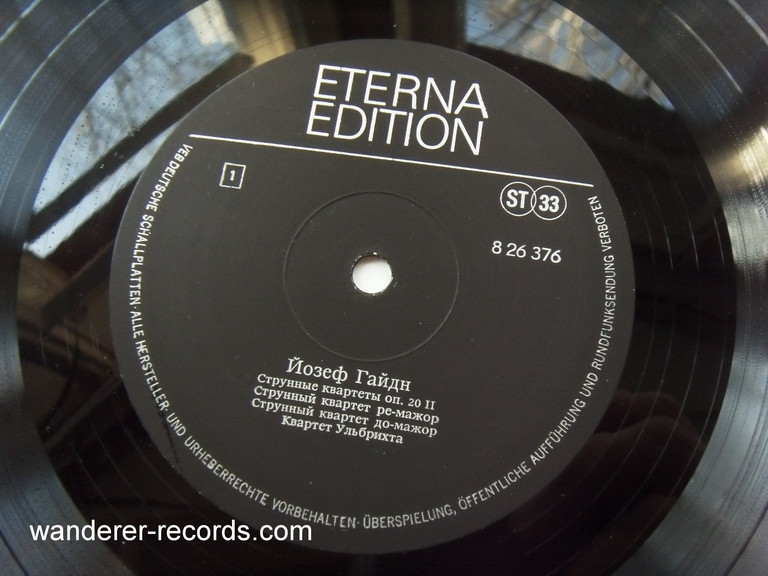 ETERNA
EDITION
1
ST 33
8 26 376
Йозеф Гайдн
Струнные квартеты оп. 20 II
Струнный квартет ре-мажор
Струнный квартет до-мажор
Квартет Ульбрихта
VEB DEUTSCHE SCHALLPLATTEN · ALLE HERSTELLER- UND URHEBERRECHTE VORBEHALTEN · ÜBERSPIELUNG, ÖFFENTLICHE AUFFÜHRUNG UND RUNDFUNKSENDUNG VERBOTEN
wanderer-records.com